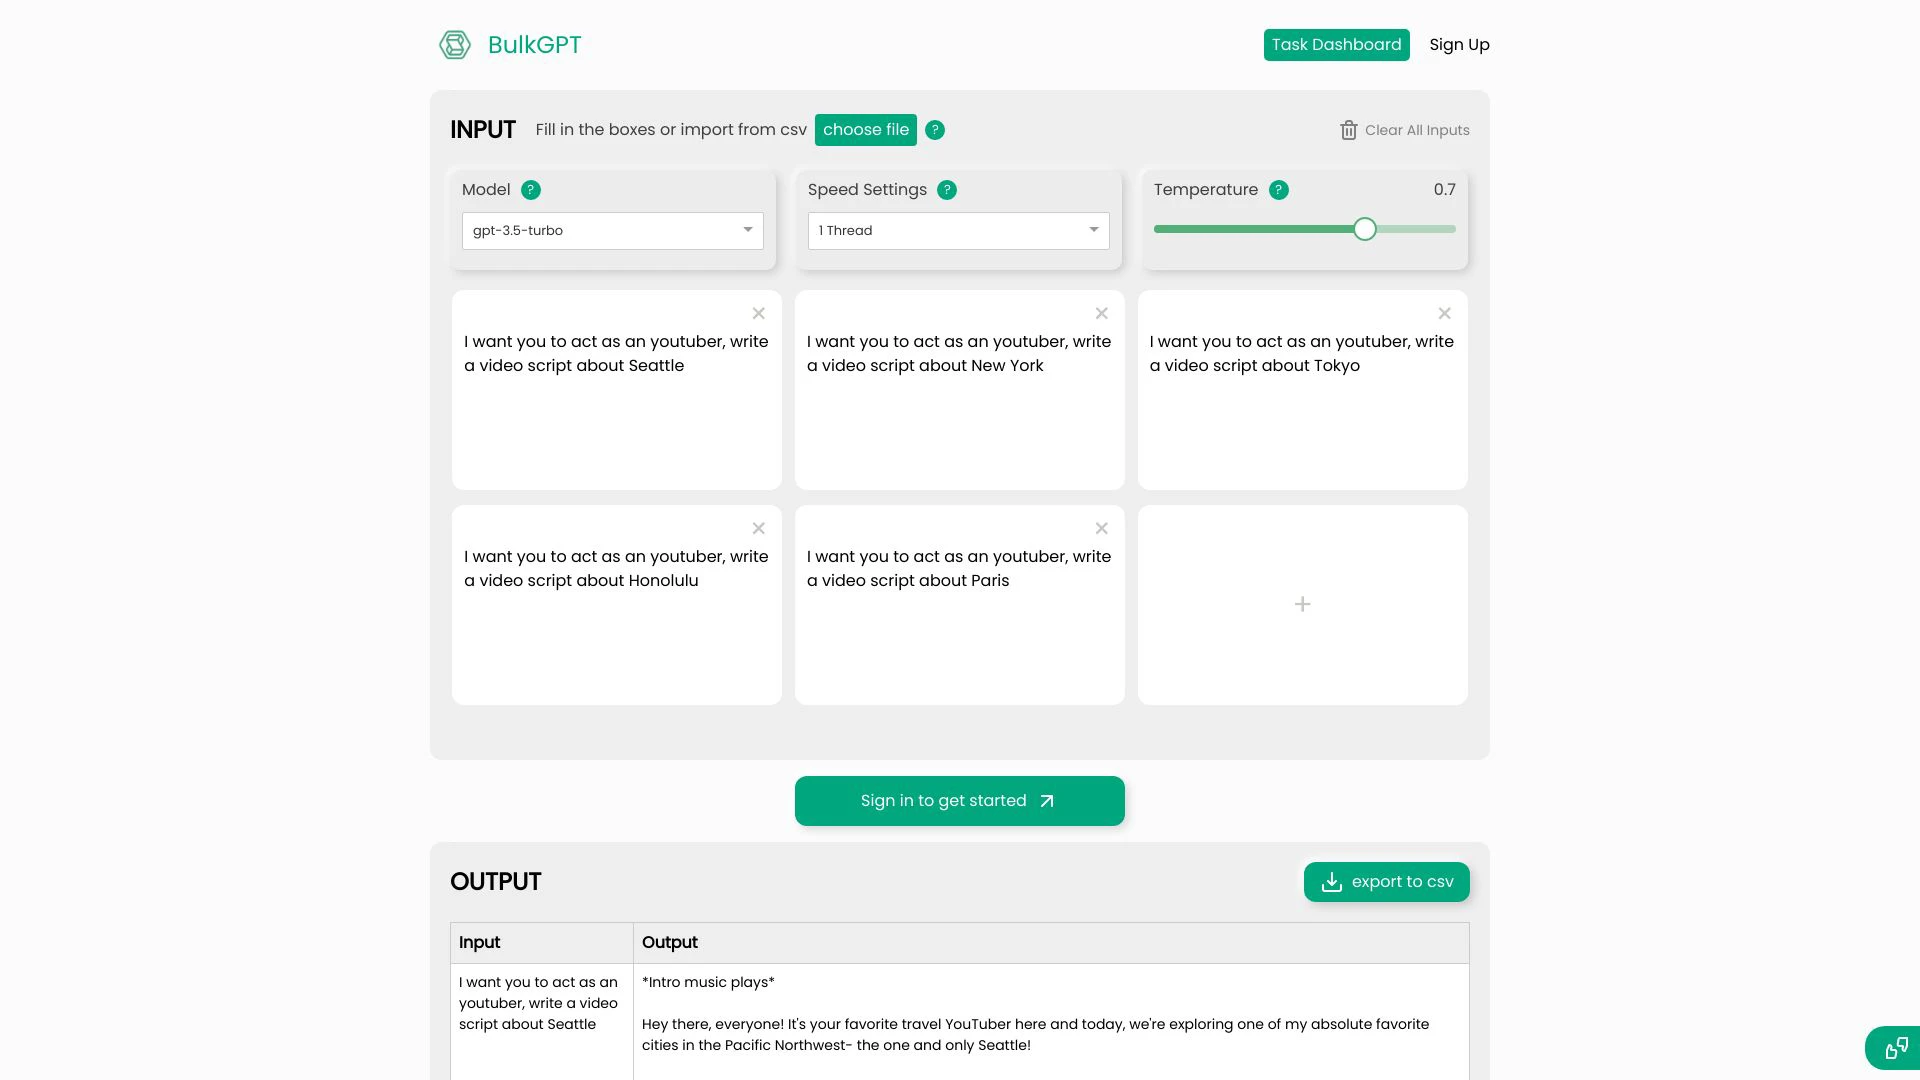 BulkGPT
Task Dashboard
Sign Up
INPUT
Fill in the boxes or import from csv
choose file
?
Clear All Inputs
Model ?
gpt-3.5-turbo
Speed Settings ?
1 Thread
Temperature ?
0.7
I want you to act as an youtuber, write
a video script about Seattle
I want you to act as an youtuber, write
a video script about New York
I want you to act as an youtuber, write
a video script about Tokyo
I want you to act as an youtuber, write
a video script about Honolulu
I want you to act as an youtuber, write
a video script about Paris
+
Sign in to get started
OUTPUT
export to csv
Input
Output
I want you to act as an
youtuber, write a video
script about Seattle
*Intro music plays*
Hey there, everyone! It's your favorite travel YouTuber here and today, we're exploring one of my absolute favorite
cities in the Pacific Northwest- the one and only Seattle!